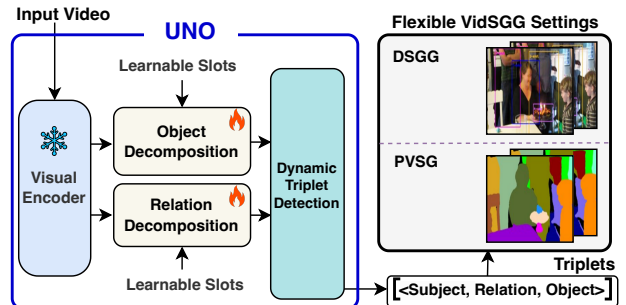 Input Video
UNO
Learnable Slots
Visual
Encoder
Object
Decomposition
Relation
Decomposition
Learnable Slots
Dynamic
Triplet
Detection
Flexible VidSGG Settings
DSGG
PVSG
Triplets
[<Subject, Relation, Object>]